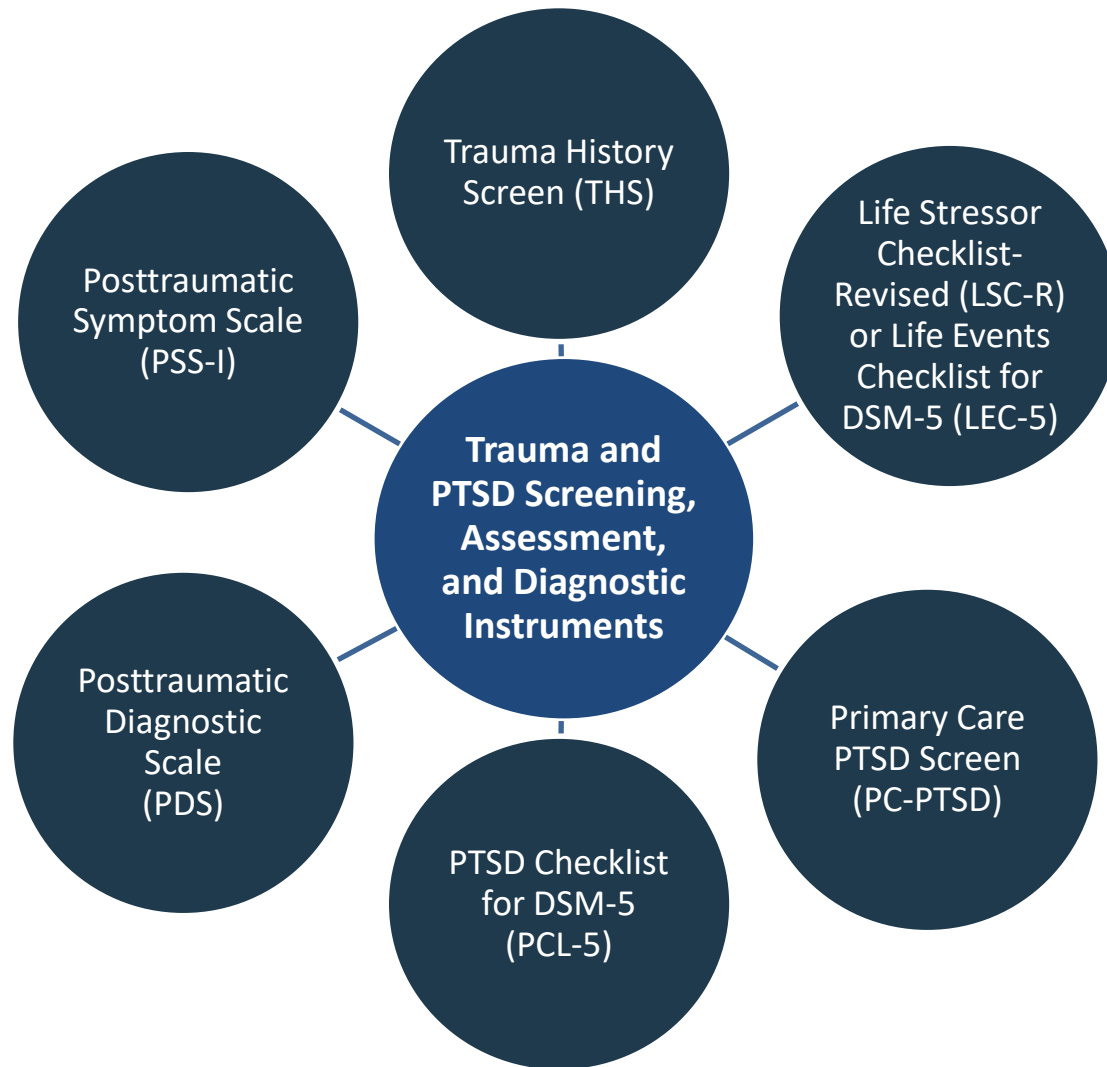 Trauma History
Screen (THS)
Life Stressor
Checklist-
Revised (LSC-R)
or Life Events
Checklist for
DSM-5 (LEC-5)
Primary Care
PTSD Screen
(PC-PTSD)
PTSD Checklist
for DSM-5
(PCL-5)
Posttraumatic
Diagnostic
Scale
(PDS)
Posttraumatic
Symptom Scale
(PSS-I)
Trauma and
PTSD Screening,
Assessment,
and Diagnostic
Instruments